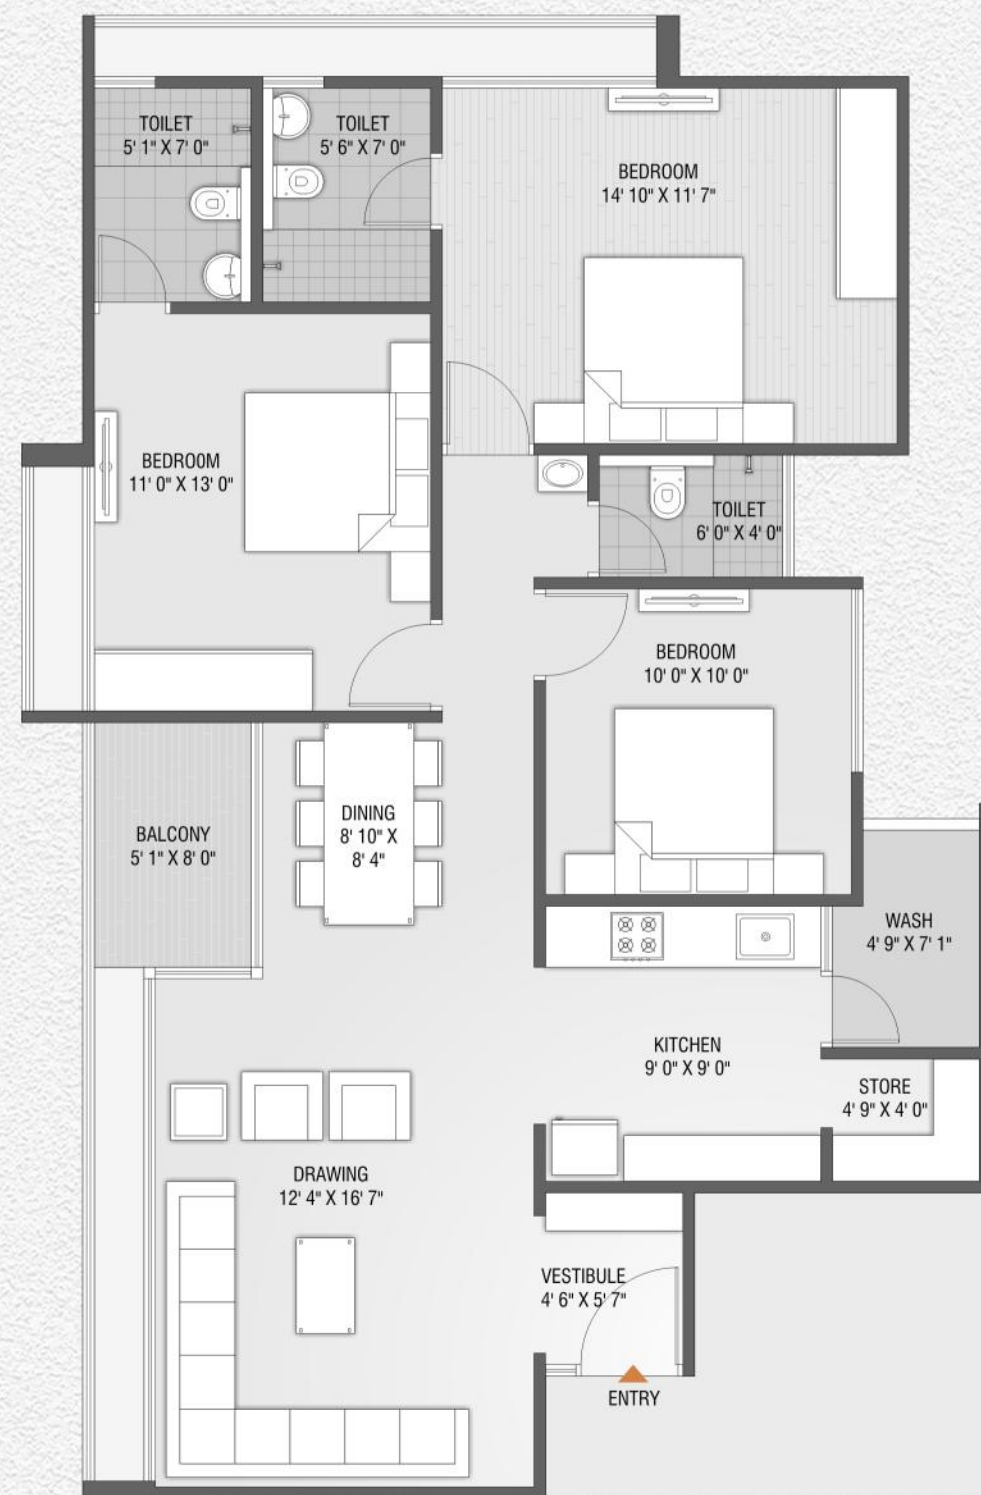 TOILET
5' 1" X 7' 0"
TOILET
5' 6" X 7' 0"
BEDROOM
14' 10" X 11' 7"
BEDROOM
11' 0" X 13' 0"
TOILET
6' 0" X 4' 0"
BEDROOM
10' 0" X 10' 0"
DINING
8' 10" X
8' 4"
BALCONY
5' 1" X 8' 0"
WASH
4' 9" X 7' 1"
KITCHEN
9' 0" X 9' 0"
STORE
4' 9" X 4' 0"
DRAWING
12' 4" X 16' 7"
VESTIBULE
4' 6" X 5' 7"
ENTRY